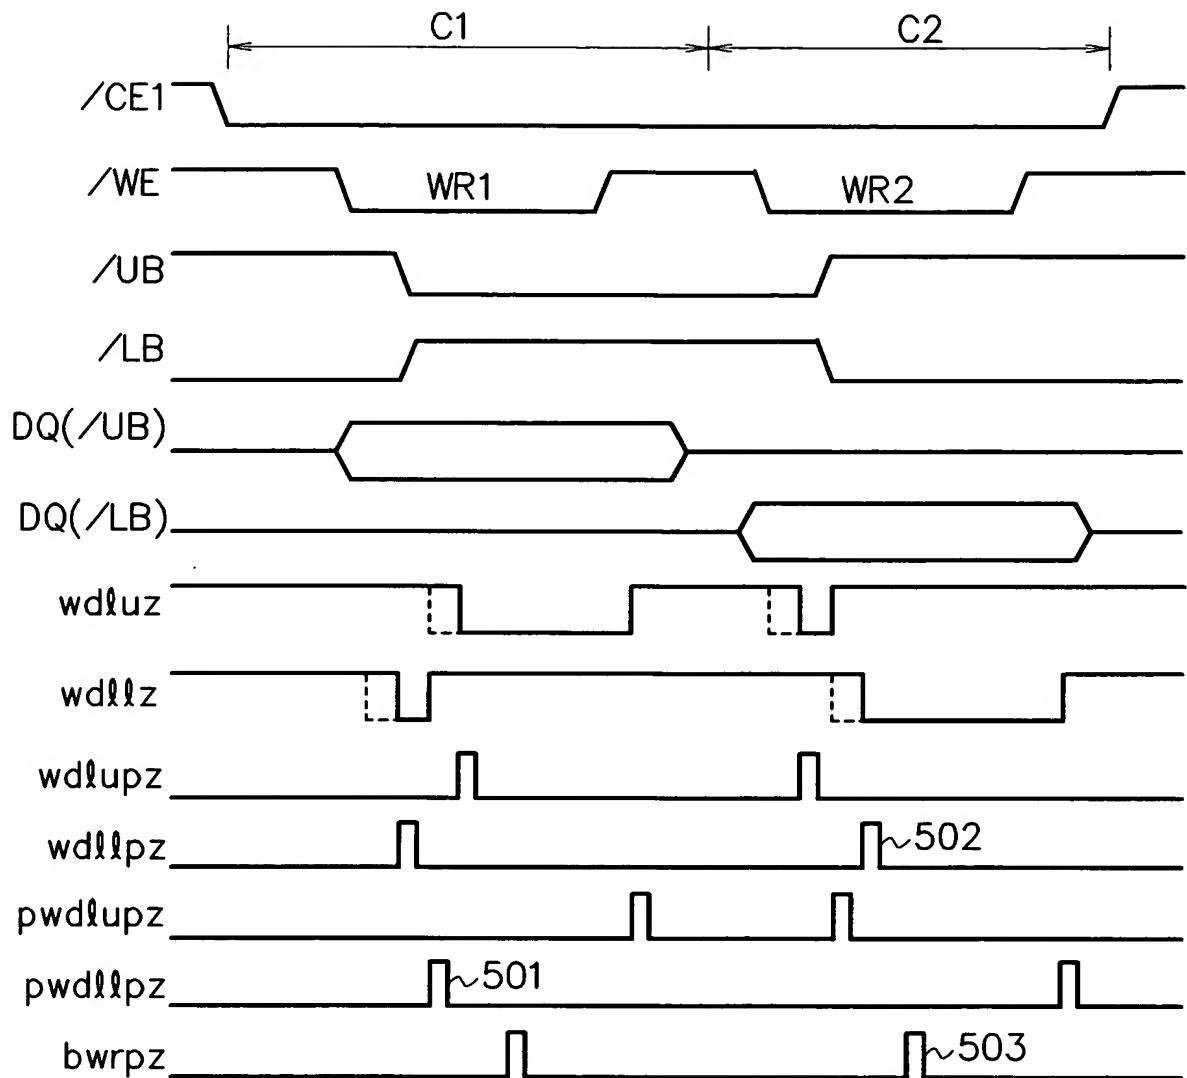 C1 C2
/CE1
/WE WR1 WR2
/UB
/LB
DQ(/UB)
DQ(/LB)
wdℓuz
wdℓℓz
wdℓupz
wdℓℓpz 502
pwdℓupz
pwdℓℓpz 501
bwrpz 503